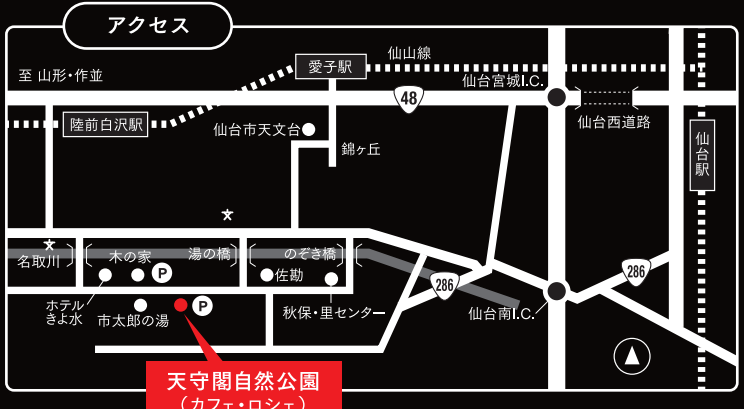 アクセス
至 山形・作並
愛子駅
仙山線
仙台宮城I.C.
48
陸前白沢駅
仙台市天文台
仙台西道路
錦ヶ丘
仙台駅
名取川
木の家
P
湯の橋
のぞき橋
佐勘
286
286
ホテル
きよ水
市太郎の湯
P
秋保・里センター
仙台南I.C.
天守閣自然公園
(カフェ・ロシェ)